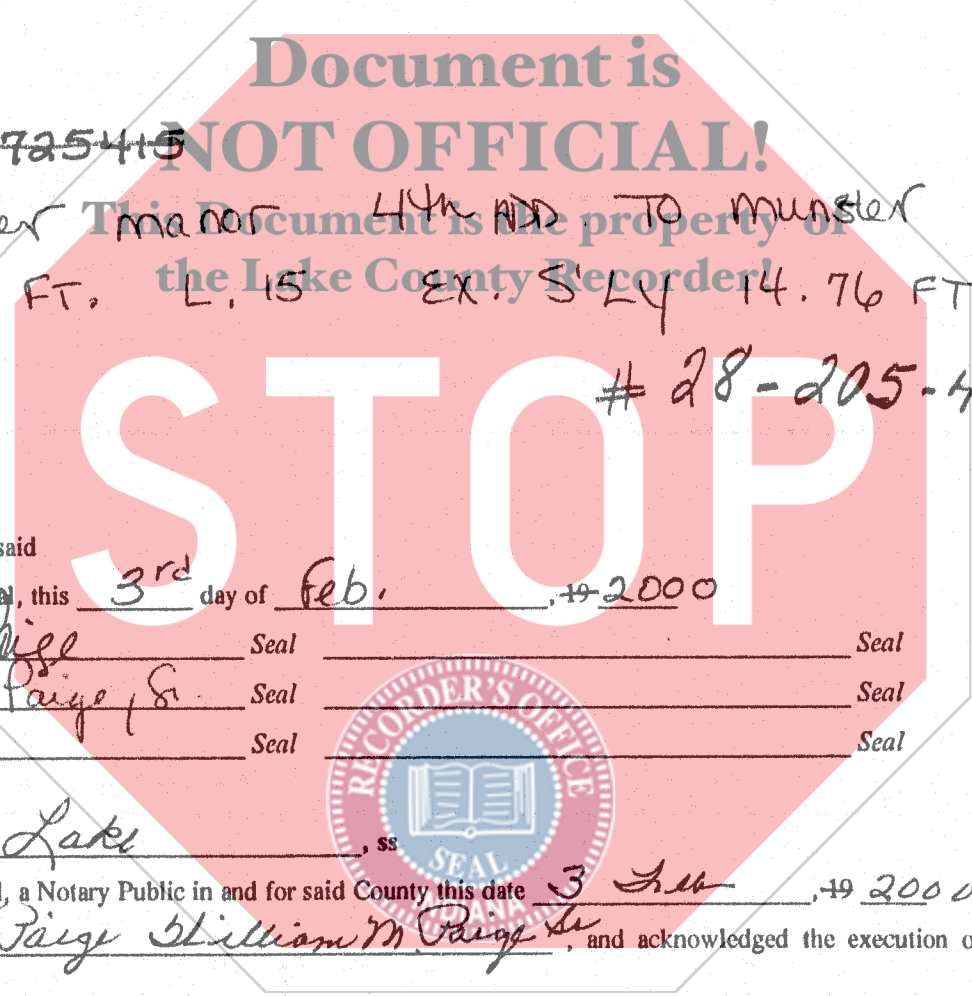 Document is
725415
NOT OFFICIAL!
This Document is the property of
er manor 44th ADD. TO MUNSTER
the Lake County Recorder!
FT. L. 15 EX. S'LY 14.76 FT
# 28-205-4
STOP
said
al, this 3rd day of Feb. , 19 2000
Seal Seal
Paige, Sr. Seal Seal
Seal Seal
RECORDER'S OFFICE
SEAL
INDIANA
Lake , ss
, a Notary Public in and for said County this date 3 Feb , 19 2000
Paige William M. Paige Sr , and acknowledged the execution o